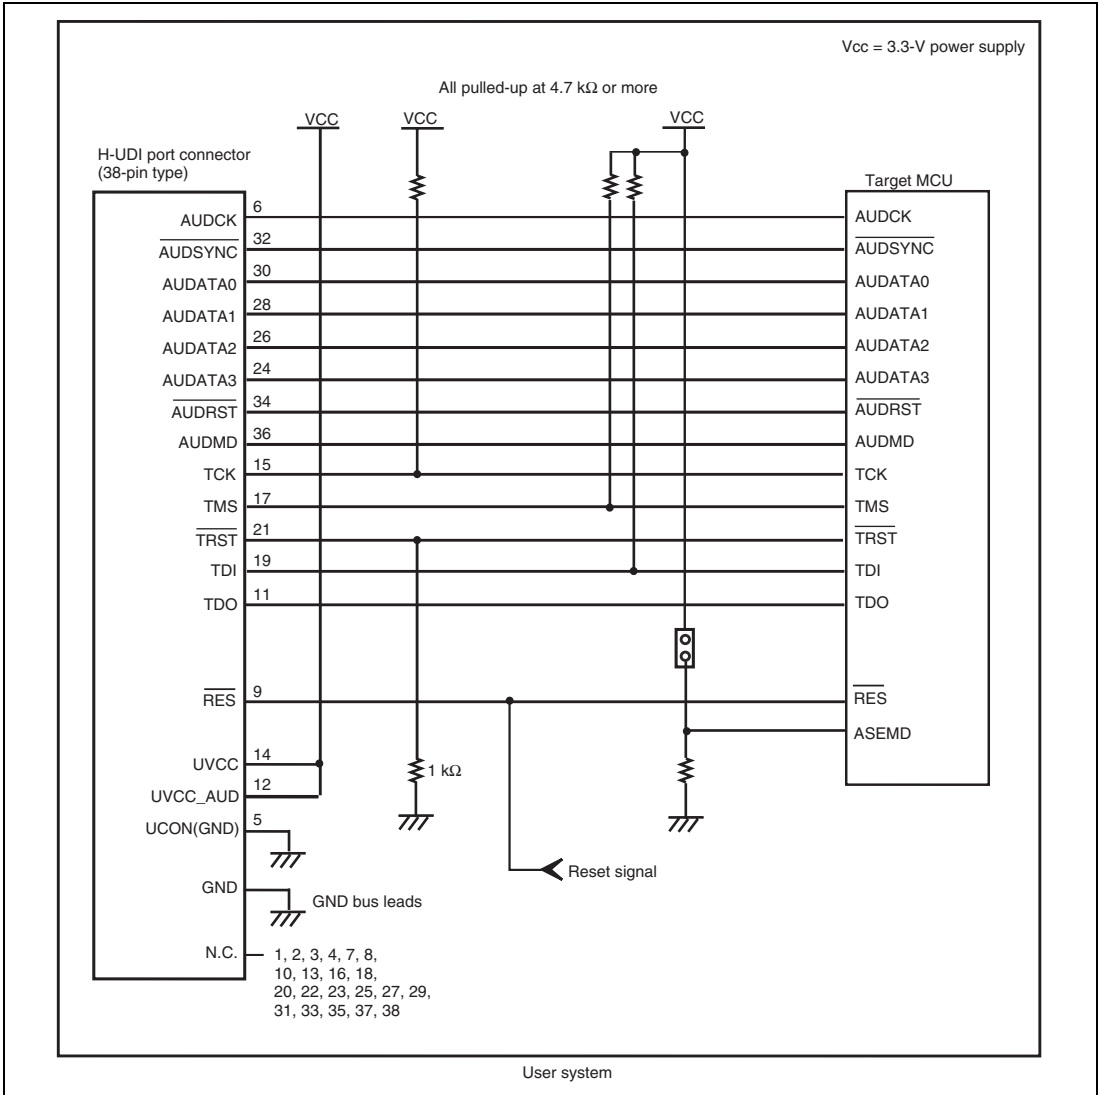 Vcc = 3.3-V power supply
All pulled-up at 4.7 kΩ or more
VCC
VCC
VCC
H-UDI port connector
(38-pin type)
Target MCU
AUDCK
6
AUDCK
AUDSYNC
32
AUDSYNC
AUDATA0
30
AUDATA0
AUDATA1
28
AUDATA1
AUDATA2
26
AUDATA2
AUDATA3
24
AUDATA3
AUDRST
34
AUDRST
AUDMD
36
AUDMD
TCK
15
TCK
TMS
17
TMS
TRST
21
TRST
TDI
19
TDI
TDO
11
TDO
RES
9
RES
ASEMD
UVCC
14
1 kΩ
UVCC_AUD
12
UCON(GND)
5
Reset signal
GND
GND bus leads
N.C.
1, 2, 3, 4, 7, 8,
10, 13, 16, 18,
20, 22, 23, 25, 27, 29,
31, 33, 35, 37, 38
User system